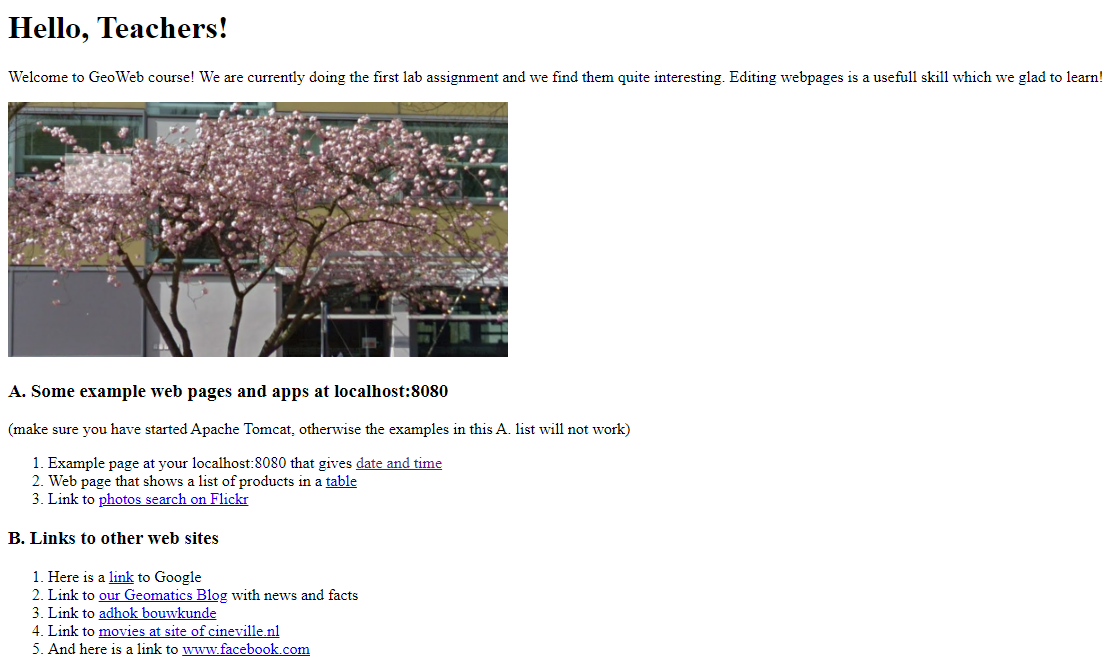 Hello, Teachers!
Welcome to GeoWeb course! We are currently doing the first lab assignment and we find them quite interesting. Editing webpages is a usefull skill which we glad to learn!
A. Some example web pages and apps at localhost:8080
(make sure you have started Apache Tomcat, otherwise the examples in this A. list will not work)
1. Example page at your localhost:8080 that gives date and time
2. Web page that shows a list of products in a table
3. Link to photos search on Flickr
B. Links to other web sites
1. Here is a link to Google
2. Link to our Geomatics Blog with news and facts
3. Link to adhok bouwkunde
4. Link to movies at site of cineville.nl
5. And here is a link to www.facebook.com